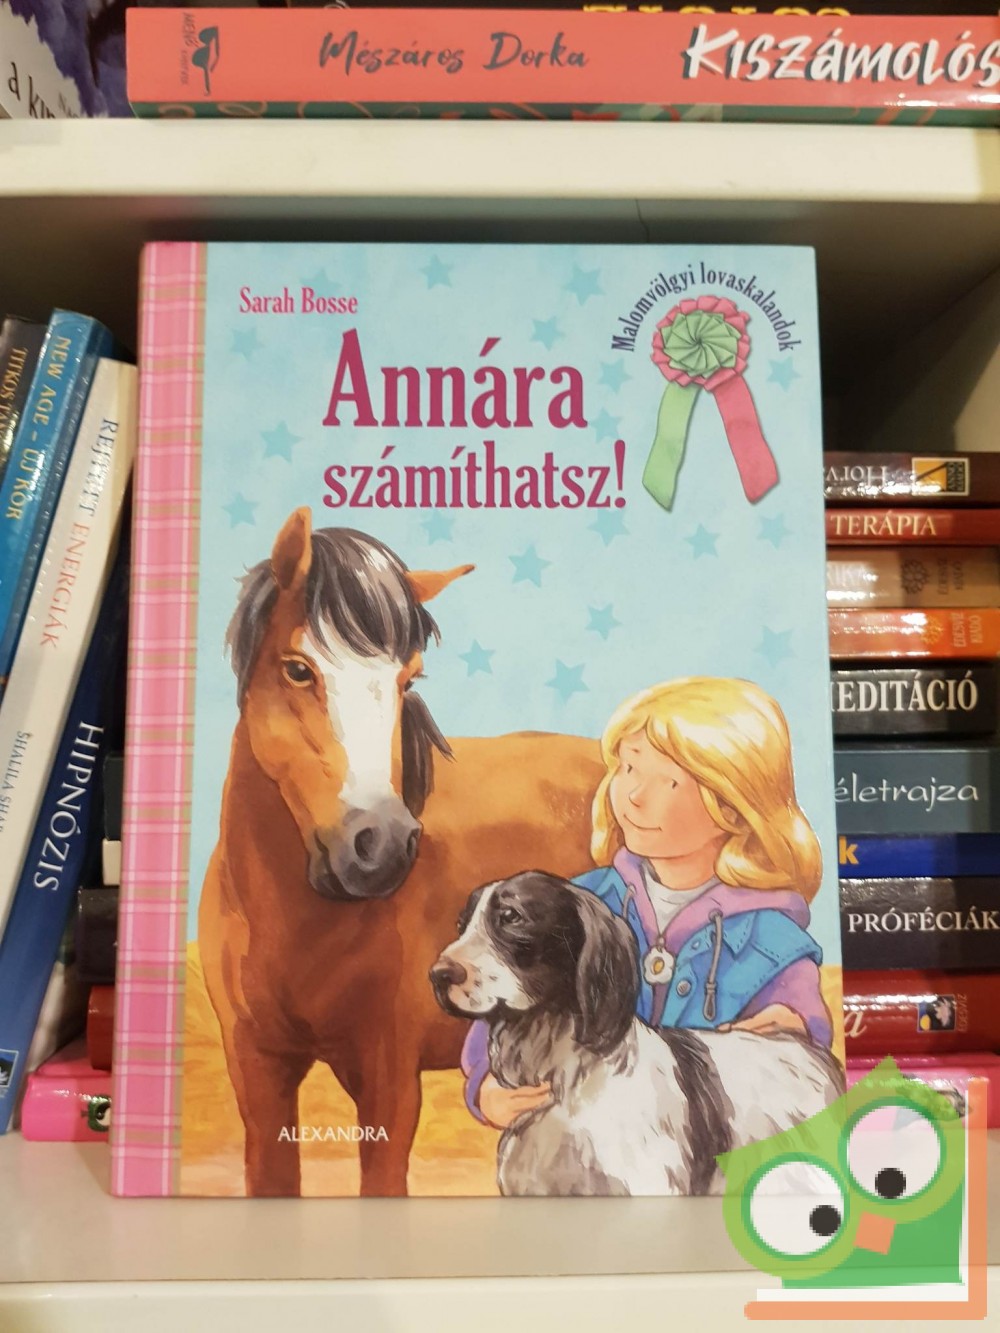 Mészáros Dorka
KISZÁMOLÓS
a kin
Sarah Bosse
Annára
számíthatsz!
Malomvölgyi lovaskalandok
ALEXANDRA
NEW AGE - ÚJ KOR
REJTETT ENERGIÁK
HIPNÓZIS
TERÁPIA
MEDITÁCIÓ
életrajza
k
PRÓFÉCIÁK
a